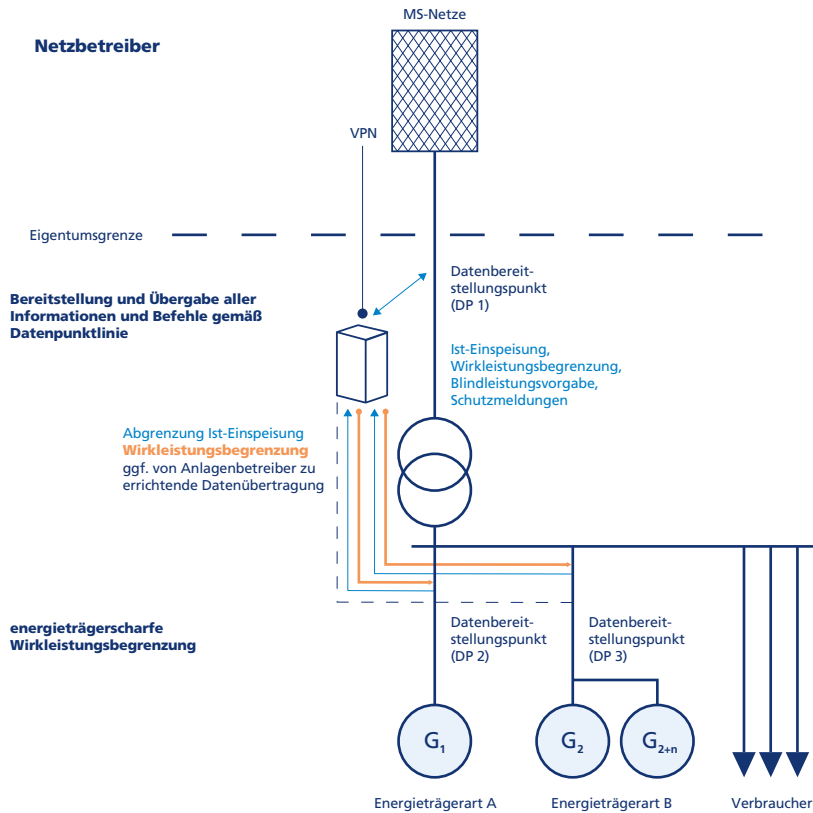 MS-Netze
Netzbetreiber
VPN
Eigentumsgrenze
Datenbereit-
stellungspunkt
(DP 1)
Bereitstellung und Übergabe aller
Informationen und Befehle gemäß
Datenpunktlinie
Ist-Einspeisung,
Wirkleistungsbegrenzung,
Blindleistungsvorgabe,
Schutzmeldungen
Abgrenzung Ist-Einspeisung
Wirkleistungsbegrenzung
ggf. von Anlagenbetreiber zu
errichtende Datenübertragung
energieträgerscharfe
Wirkleistungsbegrenzung
Datenbereit-
stellungspunkt
(DP 2)
Datenbereit-
stellungspunkt
(DP 3)
G1
G2
G2+n
Energieträgerart A
Energieträgerart B
Verbraucher